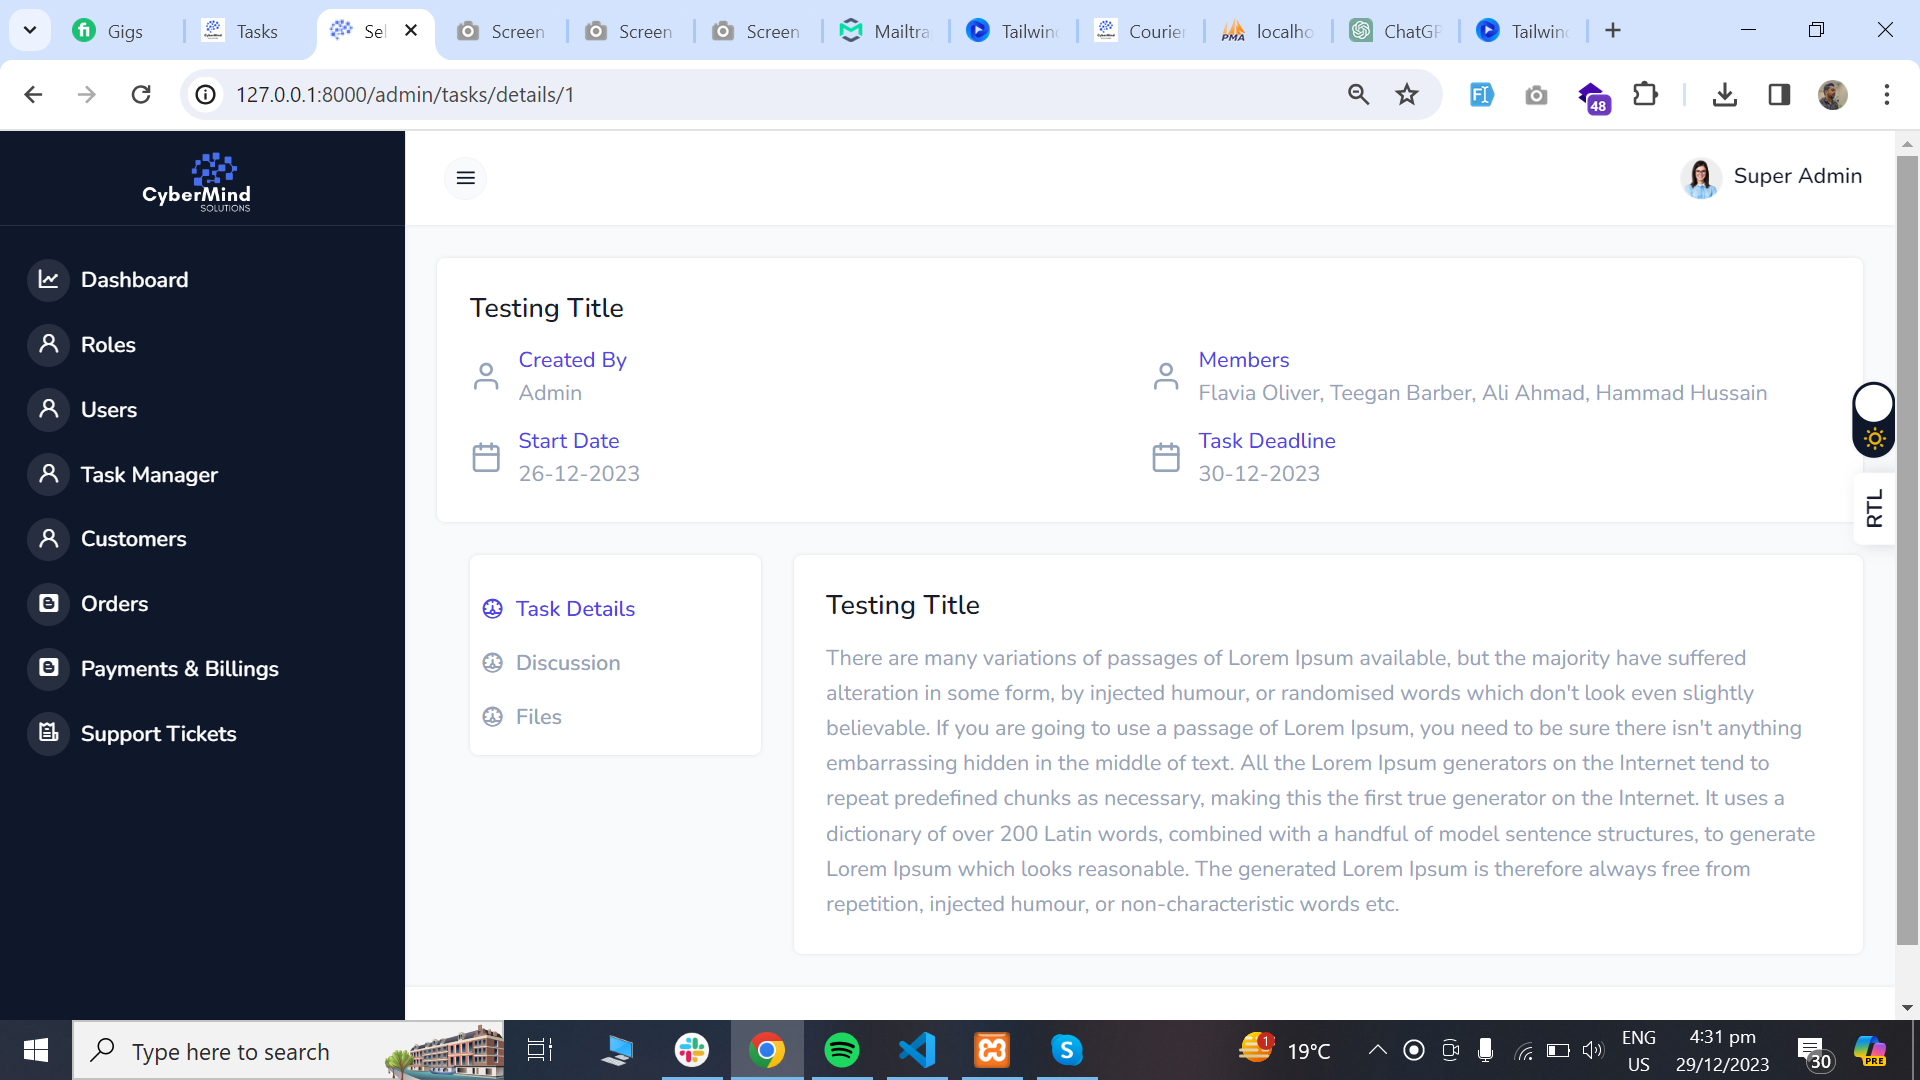 Gigs
Tasks
Sel
Screen
Screen
Screen
Mailtra
Tailwind
Courier
PMA localho
ChatGP
Tailwind
127.0.0.1:8000/admin/tasks/details/1
48
CyberMind
SOLUTIONS
Super Admin
Dashboard
Roles
Users
Task Manager
Customers
Orders
Payments & Billings
Support Tickets
Testing Title
Created By
Admin
Members
Flavia Oliver, Teegan Barber, Ali Ahmad, Hammad Hussain
Start Date
26-12-2023
Task Deadline
30-12-2023
RTL
Task Details
Discussion
Files
Testing Title
There are many variations of passages of Lorem Ipsum available, but the majority have suffered
alteration in some form, by injected humour, or randomised words which don't look even slightly
believable. If you are going to use a passage of Lorem Ipsum, you need to be sure there isn't anything
embarrassing hidden in the middle of text. All the Lorem Ipsum generators on the Internet tend to
repeat predefined chunks as necessary, making this the first true generator on the Internet. It uses a
dictionary of over 200 Latin words, combined with a handful of model sentence structures, to generate
Lorem Ipsum which looks reasonable. The generated Lorem Ipsum is therefore always free from
repetition, injected humour, or non-characteristic words etc.
Type here to search
1
19°C
ENG
US
4:31 pm
29/12/2023
30
PRE